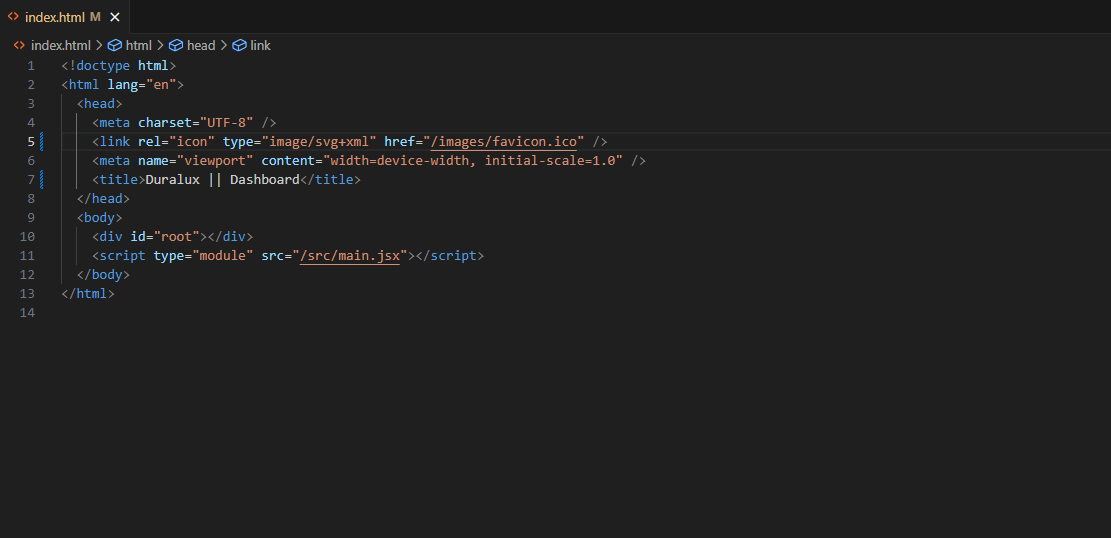 index.html M
index.html > html > head > link
1 <!doctype html>
2 <html lang="en">
3 <head>
4 <meta charset="UTF-8" />
5 <link rel="icon" type="image/svg+xml" href="/images/favicon.ico" />
6 <meta name="viewport" content="width=device-width, initial-scale=1.0" />
7 <title>Duralux || Dashboard</title>
8 </head>
9 <body>
10 <div id="root"></div>
11 <script type="module" src="/src/main.jsx"></script>
12 </body>
13 </html>
14